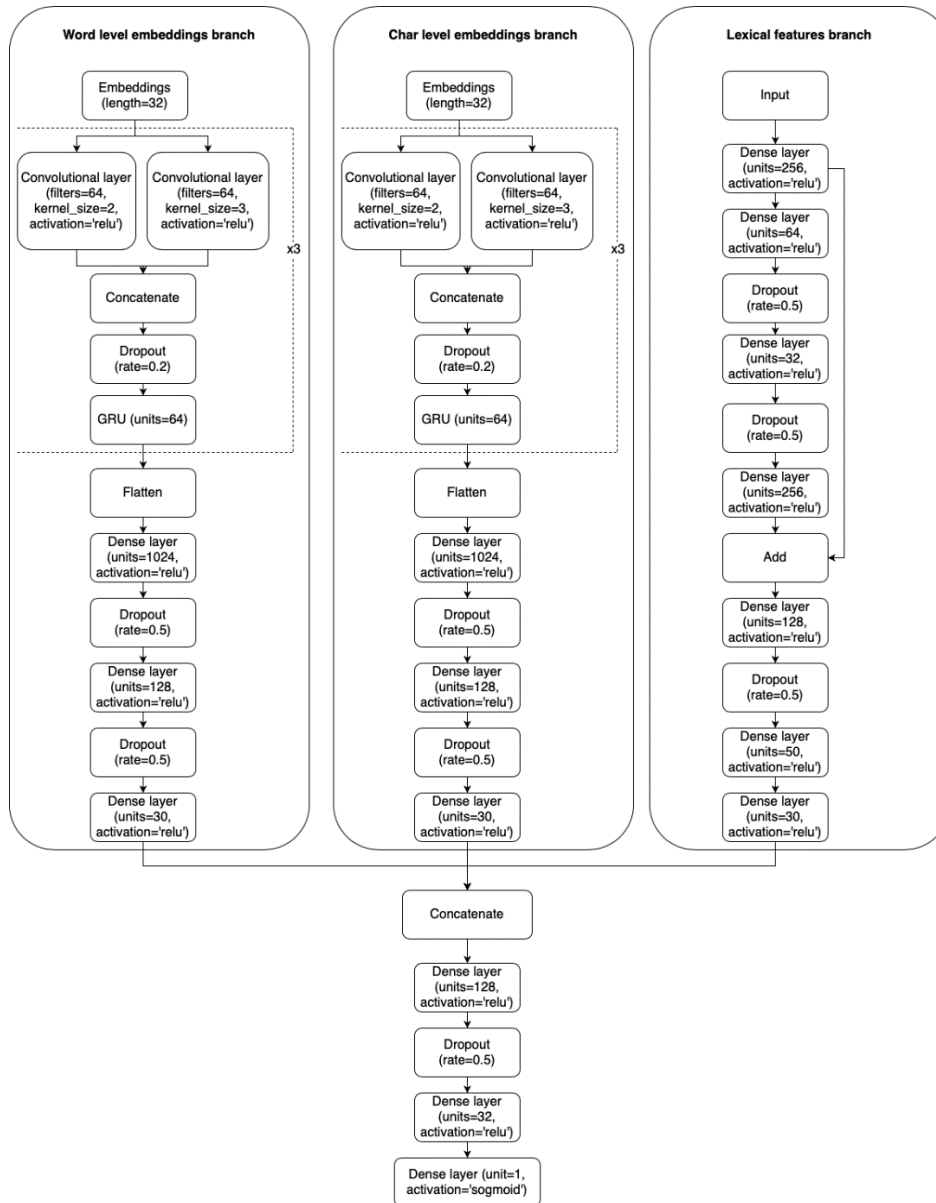 Word level embeddings branch
Embeddings
(length=32)
Convolutional layer
(filters=64,
kernel_size=2,
activation='relu')
Convolutional layer
(filters=64,
kernel_size=3,
activation='relu')
x3
Concatenate
Dropout
(rate=0.2)
GRU (units=64)
Flatten
Dense layer
(units=1024,
activation='relu')
Dropout
(rate=0.5)
Dense layer
(units=128,
activation='relu')
Dropout
(rate=0.5)
Dense layer
(units=30,
activation='relu')
Char level embeddings branch
Embeddings
(length=32)
Convolutional layer
(filters=64,
kernel_size=2,
activation='relu')
Convolutional layer
(filters=64,
kernel_size=3,
activation='relu')
x3
Concatenate
Dropout
(rate=0.2)
GRU (units=64)
Flatten
Dense layer
(units=1024,
activation='relu')
Dropout
(rate=0.5)
Dense layer
(units=128,
activation='relu')
Dropout
(rate=0.5)
Dense layer
(units=30,
activation='relu')
Lexical features branch
Input
Dense layer
(units=256,
activation='relu')
Dense layer
(units=64,
activation='relu')
Dropout
(rate=0.5)
Dense layer
(units=32,
activation='relu')
Dropout
(rate=0.5)
Dense layer
(units=256,
activation='relu')
Add
Dense layer
(units=128,
activation='relu')
Dropout
(rate=0.5)
Dense layer
(units=50,
activation='relu')
Dense layer
(units=30,
activation='relu')
Concatenate
Dense layer
(units=128,
activation='relu')
Dropout
(rate=0.5)
Dense layer
(units=32,
activation='relu')
Dense layer (unit=1,
activation='sogmoid')